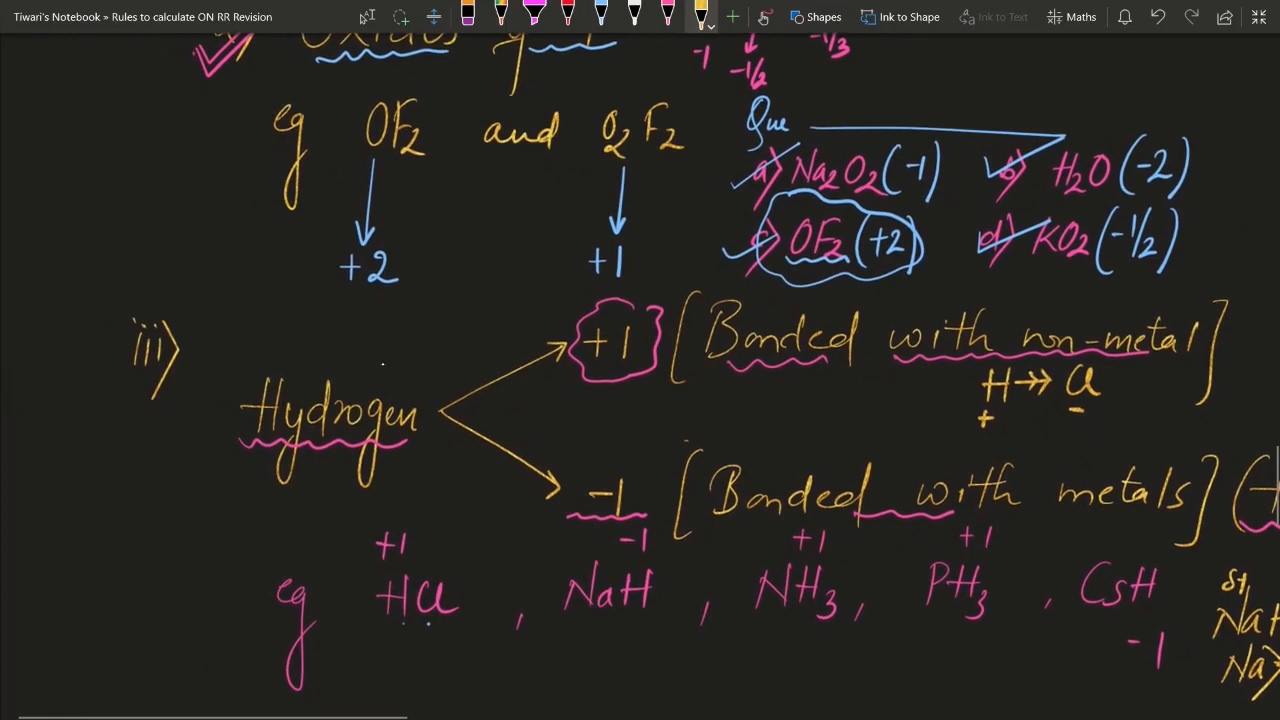 Tiwari's Notebook » Rules to calculate ON RR Revision
Shapes
Ink to Shape
Ink to Text
Maths
-1
-1/2
-1/3
eg OF2 and O2F2
+2
+1
Que
a) Na2O2 (-1)
b) H2O (-2)
c) OF2 (+2)
d) KO2 (-1/2)
iii)
Hydrogen
+1 [Bonded with non-metal]
H Cl
+ -
-1 [Bonded with metals]
+1 -1 +1 +1
eg HCl , NaH , NH3 , PH3 , CsH
-1